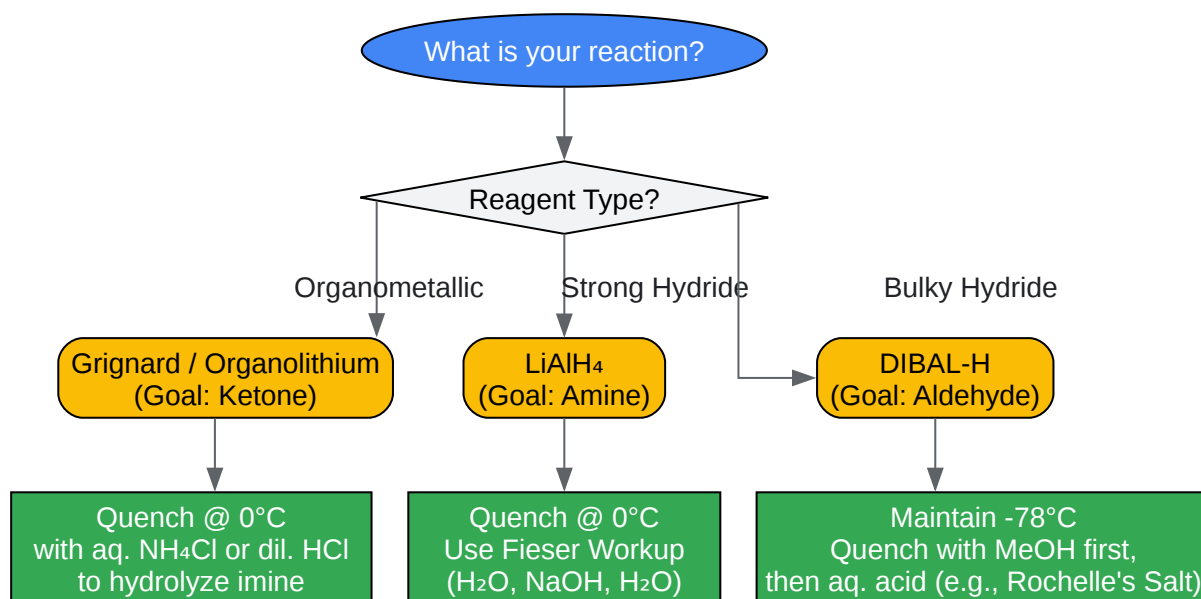 What is your reaction?
Reagent Type?
Organometallic
Strong Hydride
Bulky Hydride
Grignard / Organolithium
(Goal: Ketone)
LiAlH₄
(Goal: Amine)
DIBAL-H
(Goal: Aldehyde)
Quench @ 0°C
with aq. NH₄Cl or dil. HCl
to hydrolyze imine
Quench @ 0°C
Use Fieser Workup
(H₂O, NaOH, H₂O)
Maintain -78°C
Quench with MeOH first,
then aq. acid (e.g., Rochelle's Salt)